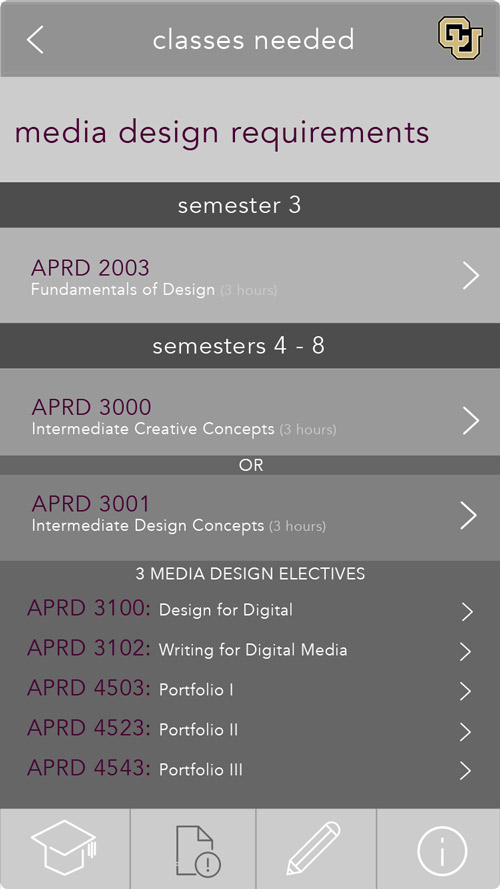 classes needed
CU
media design requirements
semester 3
APRD 2003
Fundamentals of Design (3 hours)
semesters 4 - 8
APRD 3000
Intermediate Creative Concepts (3 hours)
OR
APRD 3001
Intermediate Design Concepts (3 hours)
3 MEDIA DESIGN ELECTIVES
APRD 3100: Design for Digital
APRD 3102: Writing for Digital Media
APRD 4503: Portfolio I
APRD 4523: Portfolio II
APRD 4543: Portfolio III